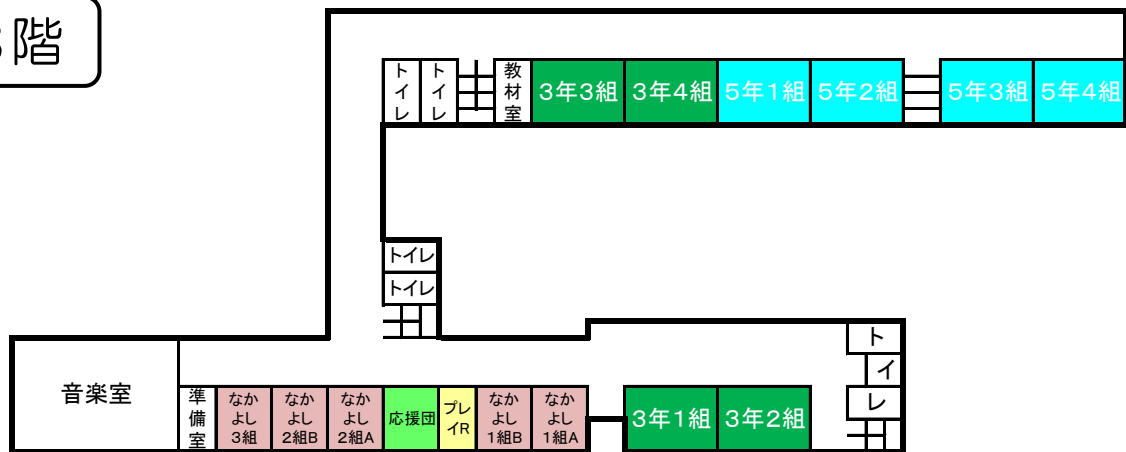 階
トイレ
トイレ
教材室
3年3組
3年4組
5年1組
5年2組
5年3組
5年4組
トイレ
トイレ
トイレ
音楽室
準備室
なかよし3組
なかよし2組B
なかよし2組A
応援団
プレイR
なかよし1組B
なかよし1組A
3年1組
3年2組